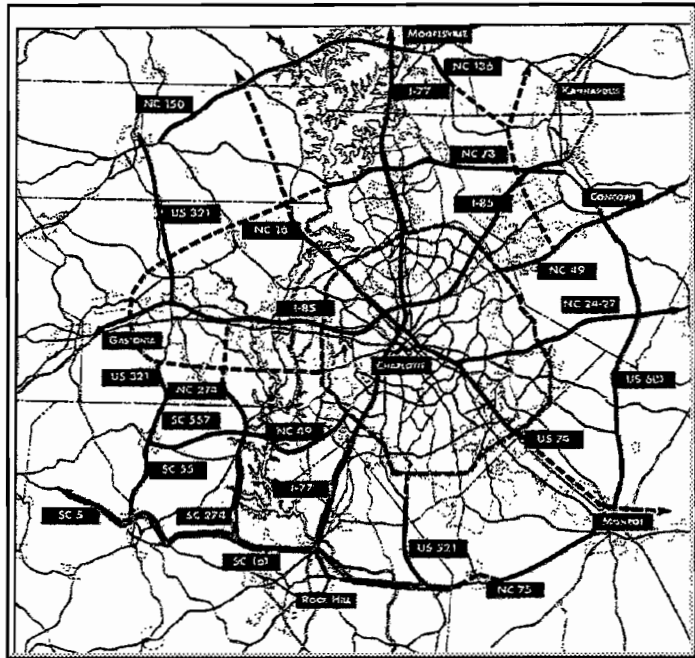 MOORESVILLE
NC 136
KANNAPOLIS
I-77
NC 150
NC 73
I-85
CONCORD
US 321
NC 16
NC 49
I-85
NC 24-27
GASTONIA
CHARLOTTE
US 321
NC 274
US 601
SC 557
NC 49
US 74
SC 55
I-77
SC 5
SC 274
MONROE
US 521
SC 161
NC 75
ROCK HILL